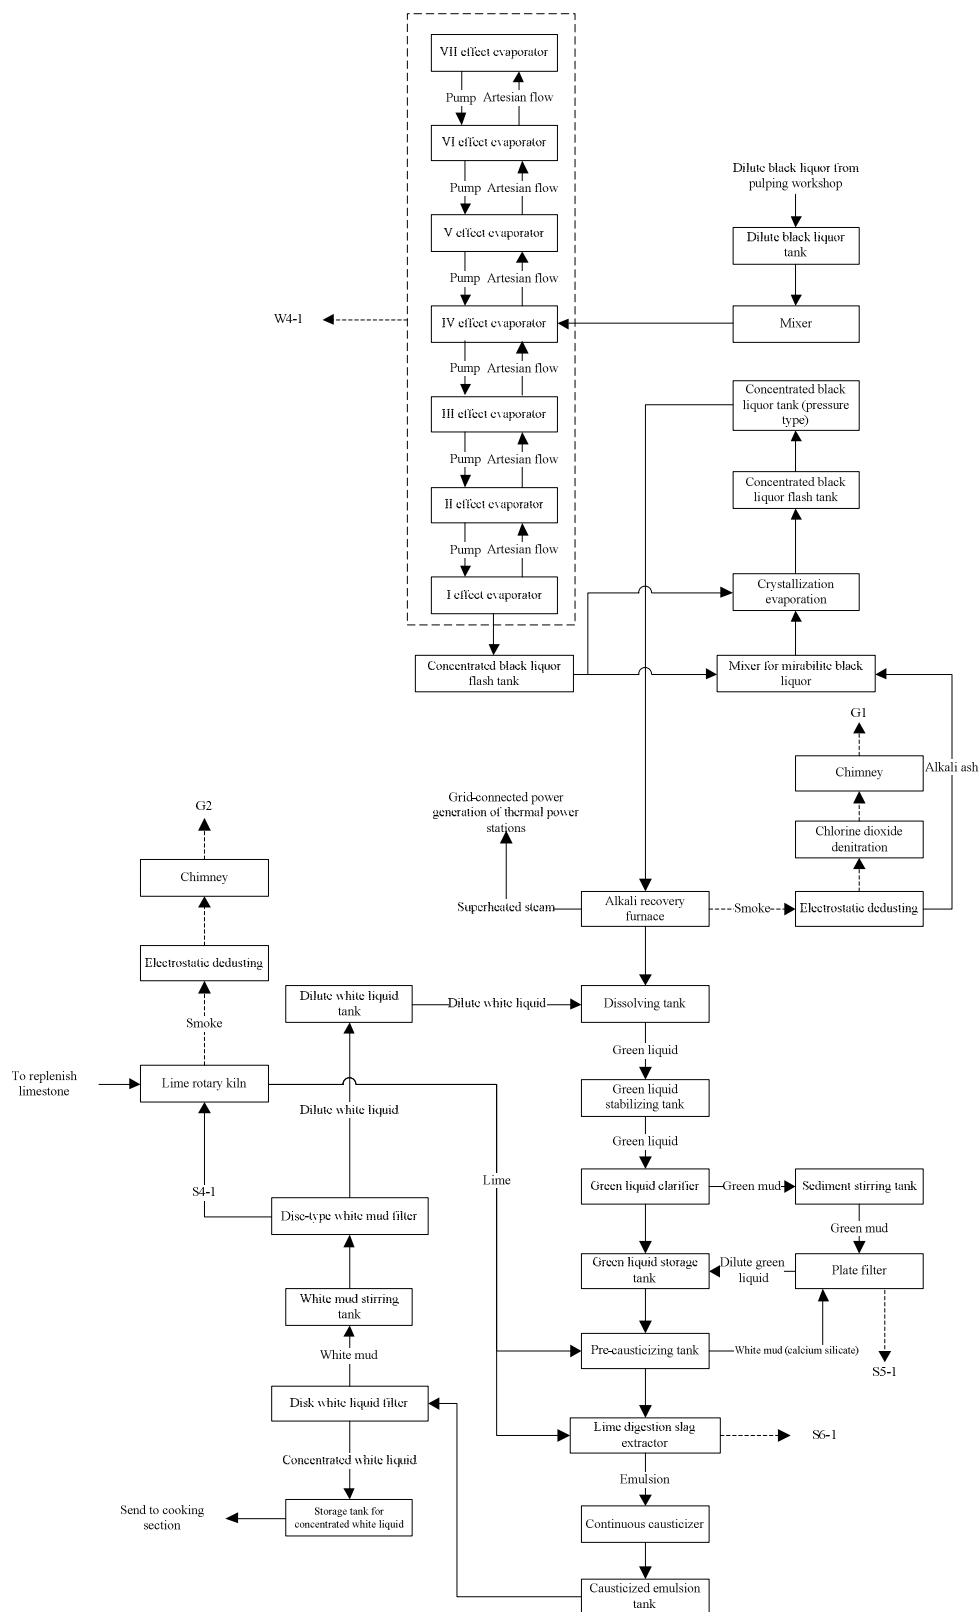 VII effect evaporator
Pump
Artesian flow
VI effect evaporator
Pump
Artesian flow
V effect evaporator
Pump
Artesian flow
IV effect evaporator
Pump
Artesian flow
III effect evaporator
Pump
Artesian flow
II effect evaporator
Pump
Artesian flow
I effect evaporator
W4-1
Dilute black liquor from
pulping workshop
Dilute black liquor
tank
Mixer
Concentrated black
liquor tank (pressure
type)
Concentrated black
liquor flash tank
Crystallization
evaporation
Concentrated black liquor
flash tank
Mixer for mirabilite black
liquor
G1
Chimney
Alkali ash
Chlorine dioxide
denitration
Grid-connected power
generation of thermal power
stations
Superheated steam
Alkali recovery
furnace
Smoke
Electrostatic dedusting
G2
Chimney
Electrostatic dedusting
Smoke
To replenish
limestone
Lime rotary kiln
Dilute white liquid
tank
Dilute white liquid
Dissolving tank
Green liquid
Green liquid
stabilizing tank
Green liquid
Dilute white liquid
S4-1
Lime
Green liquid clarifier
Green mud
Sediment stirring tank
Green mud
Disc-type white mud filter
Green liquid storage
tank
Dilute green
liquid
Plate filter
White mud stirring
tank
Pre-causticizing tank
White mud (calcium silicate)
S5-1
White mud
Disk white liquid filter
Lime digestion slag
extractor
S6-1
Concentrated white liquid
Emulsion
Send to cooking
section
Storage tank for
concentrated white liquid
Continuous causticizer
Causticized emulsion
tank